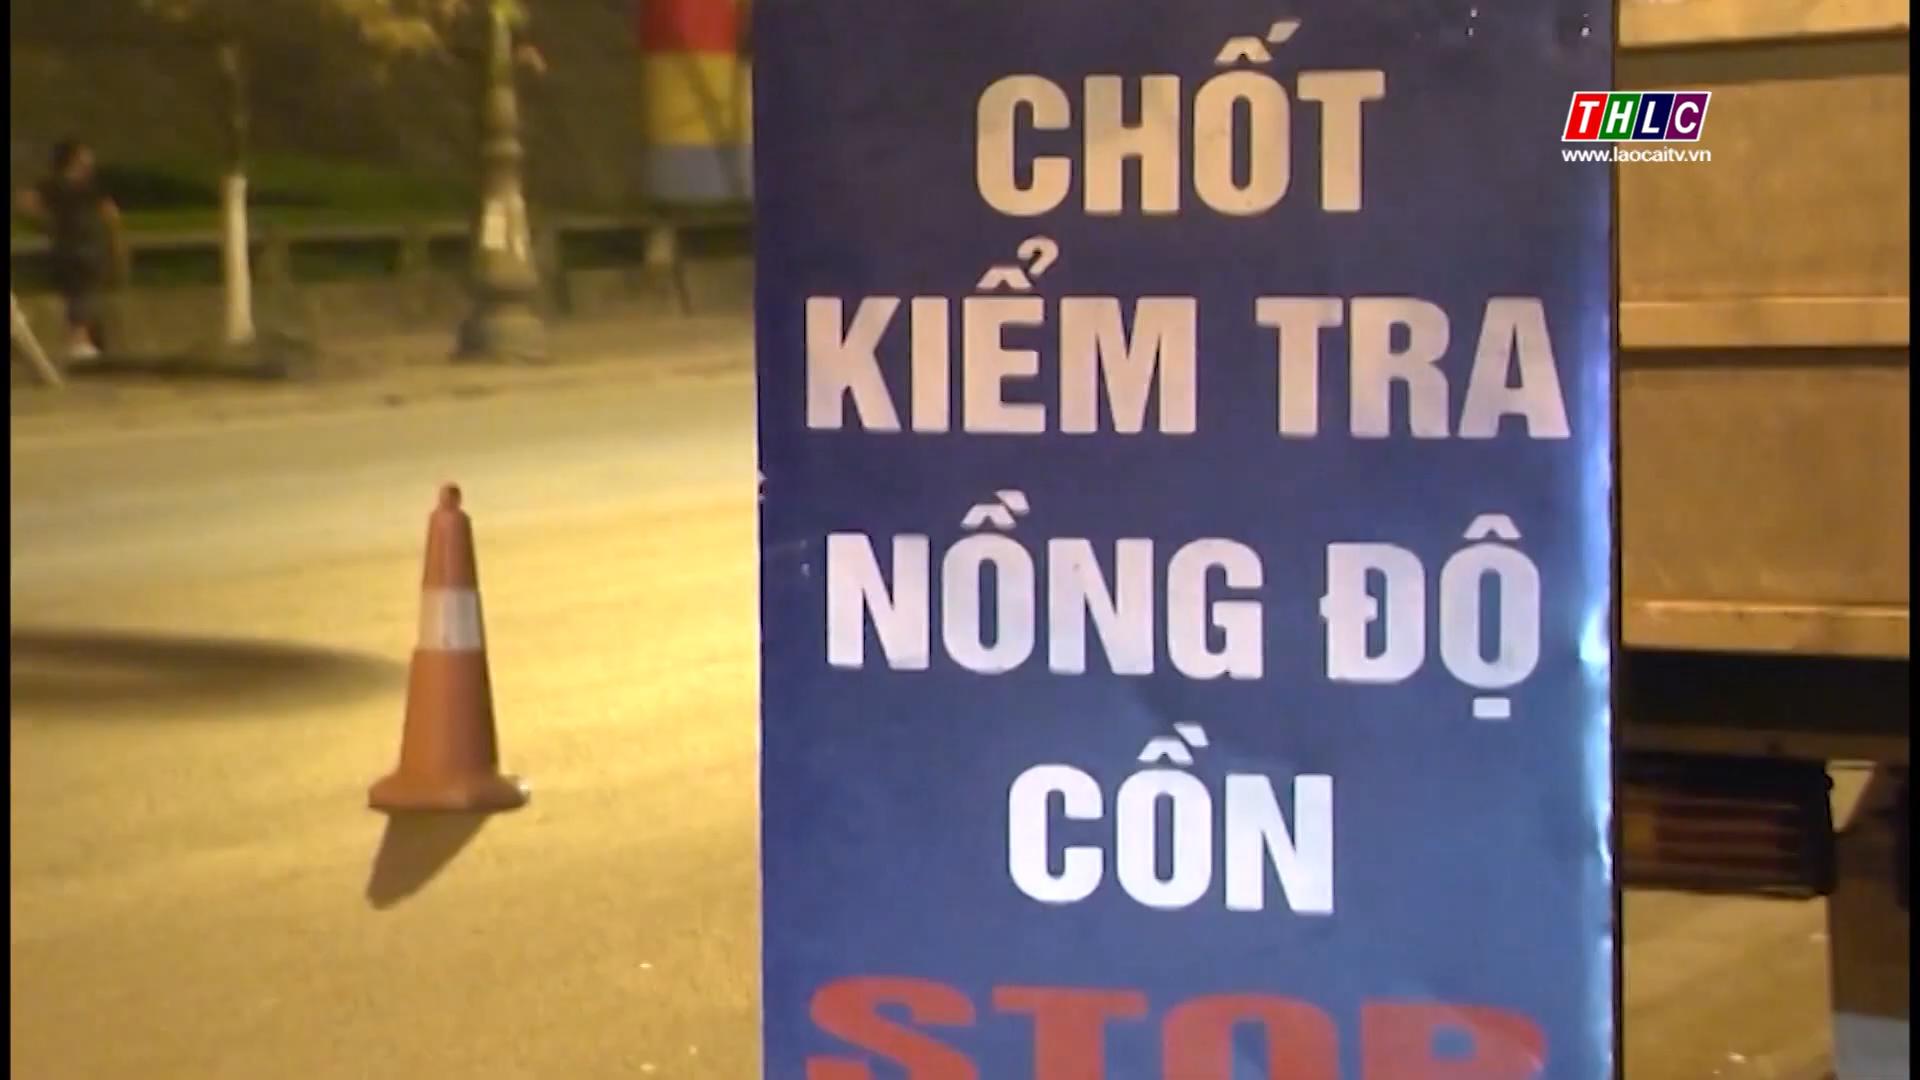 THLC
www.laocaitv.vn
CHỐT
KIỂM TRA
NỒNG ĐỘ
CỒN
STOP